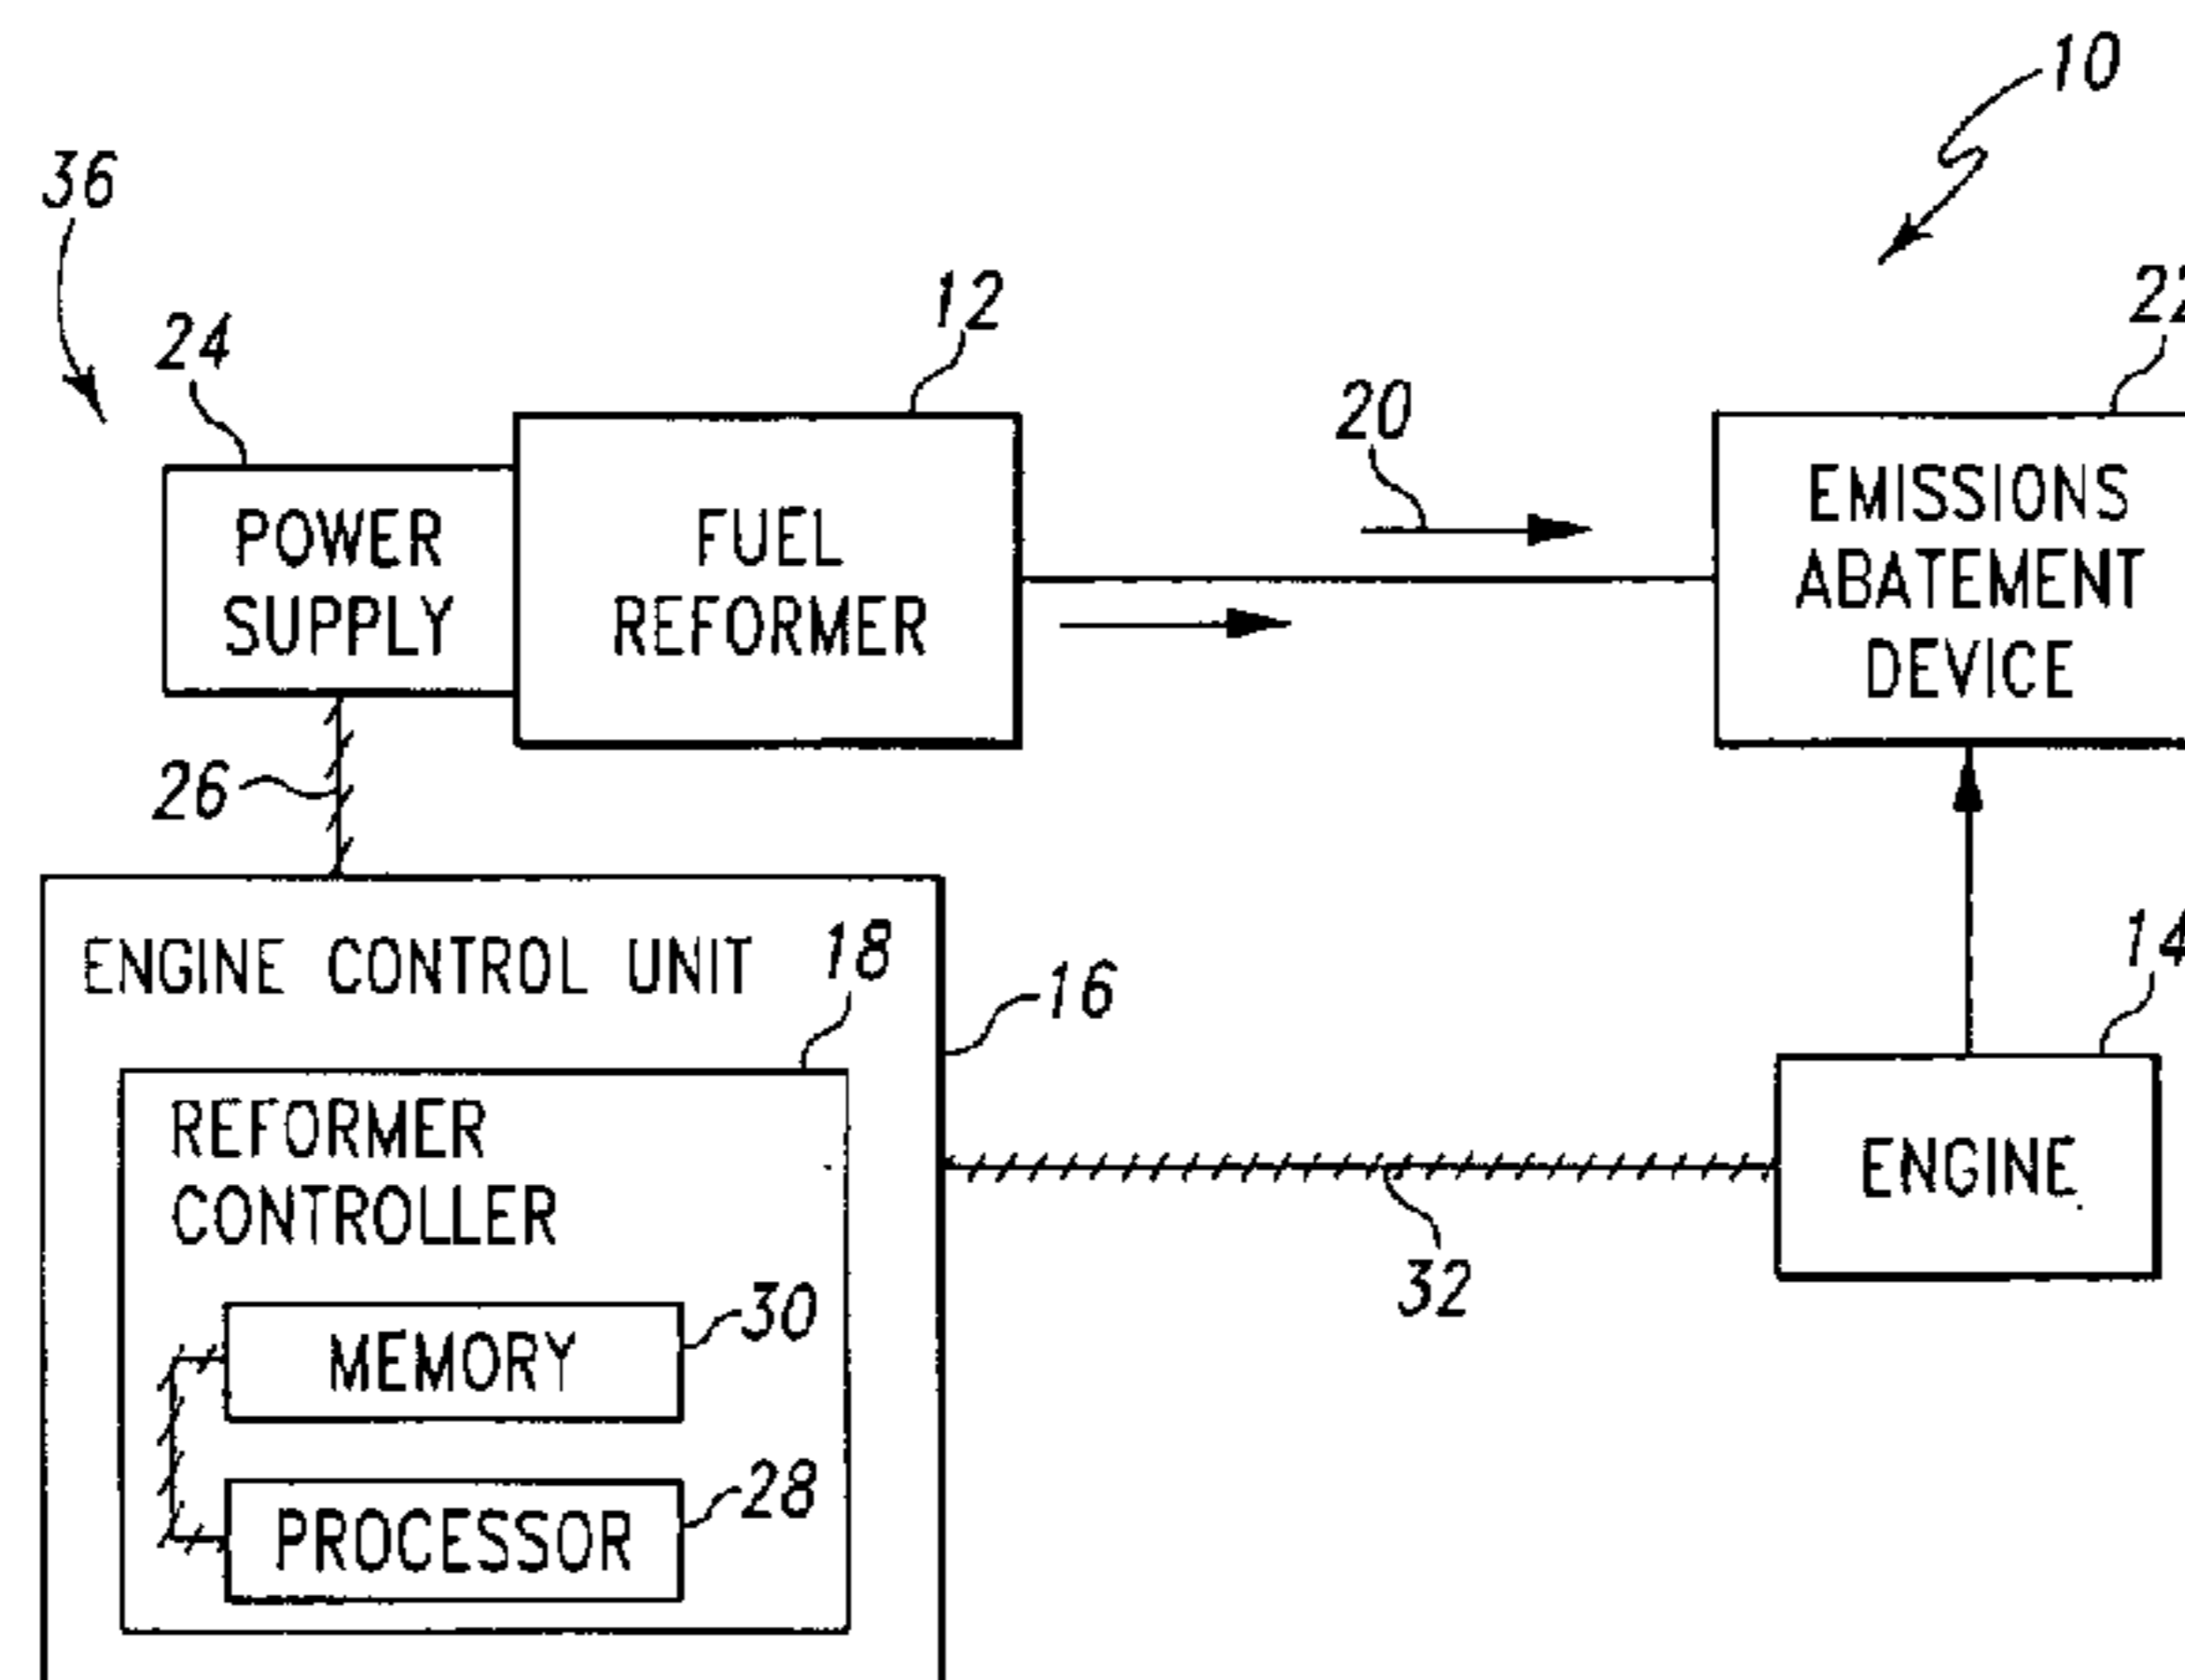 10
36
12
22
24
20
POWER
SUPPLY
FUEL
REFORMER
EMISSIONS
ABATEMENT
DEVICE
26
ENGINE CONTROL UNIT
18
16
14
REFORMER
CONTROLLER
ENGINE
32
MEMORY
30
PROCESSOR
28